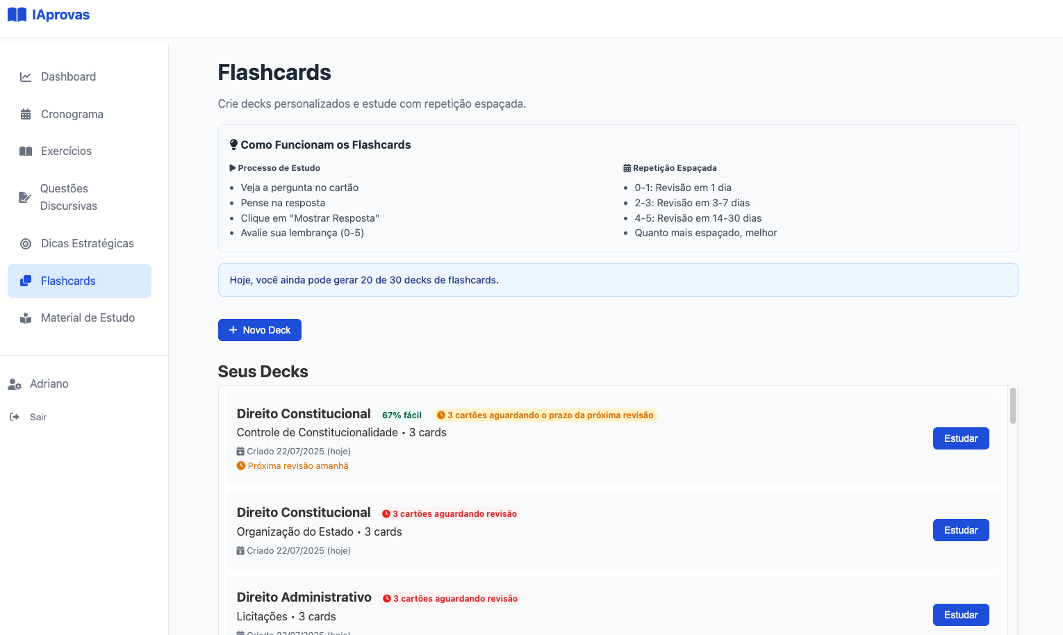 IAprovas
Dashboard
Cronograma
Exercícios
Questões
Discursivas
Dicas Estratégicas
Flashcards
Material de Estudo
Adriano
Sair
Flashcards
Crie decks personalizados e estude com repetição espaçada.
Como Funcionam os Flashcards
Processo de Estudo
• Veja a pergunta no cartão
• Pense na resposta
• Clique em "Mostrar Resposta"
• Avalie sua lembrança (0-5)
Repetição Espaçada
• 0-1: Revisão em 1 dia
• 2-3: Revisão em 3-7 dias
• 4-5: Revisão em 14-30 dias
• Quanto mais espaçado, melhor
Hoje, você ainda pode gerar 20 de 30 decks de flashcards.
+ Novo Deck
Seus Decks
Direito Constitucional 67% fácil 3 cartões aguardando o prazo da próxima revisão
Controle de Constitucionalidade • 3 cards
Criado 22/07/2025 (hoje)
Próxima revisão amanhã
Estudar
Direito Constitucional 3 cartões aguardando revisão
Organização do Estado • 3 cards
Criado 22/07/2025 (hoje)
Estudar
Direito Administrativo 3 cartões aguardando revisão
Licitações • 3 cards
Criado 22/07/2025 (hoje)
Estudar